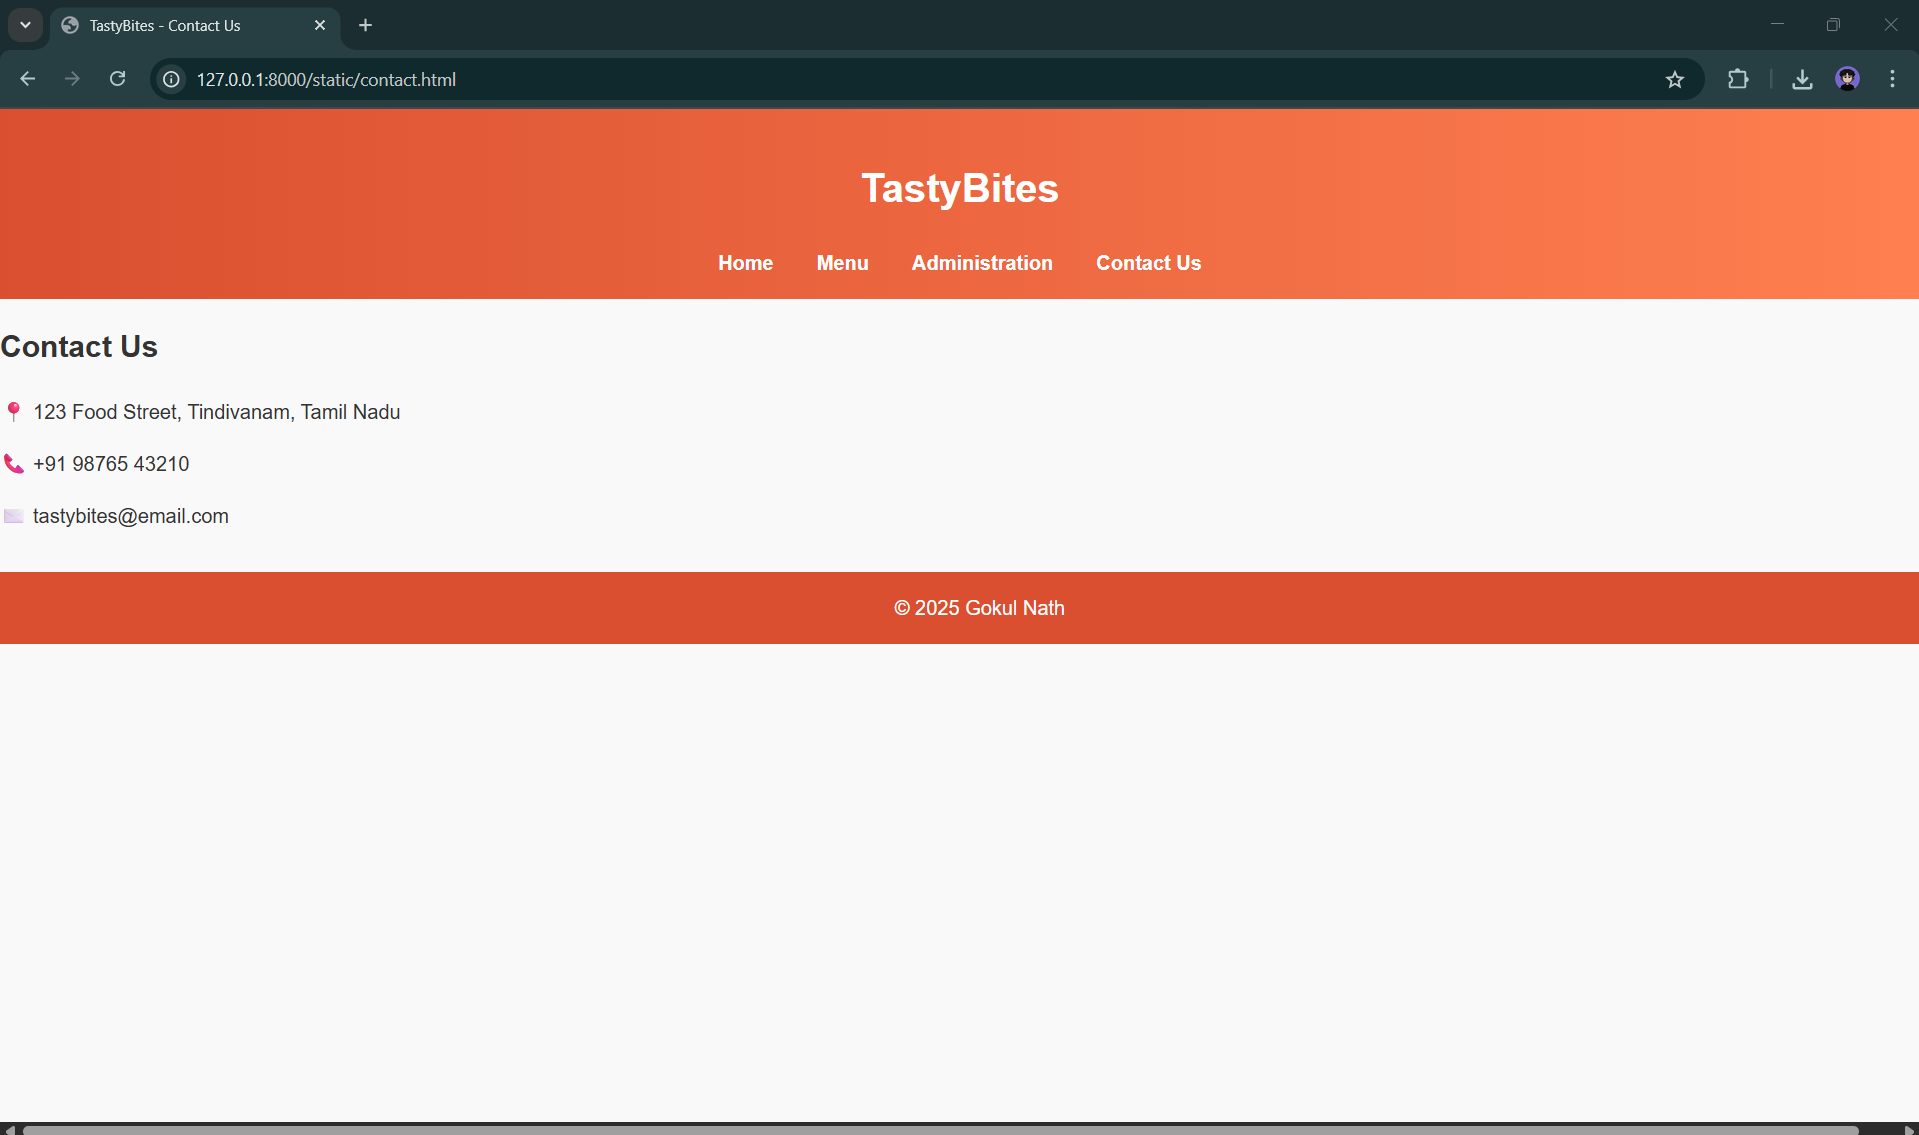 TastyBites - Contact Us
127.0.0.1:8000/static/contact.html
TastyBites
Home Menu Administration Contact Us
Contact Us
📍 123 Food Street, Tindivanam, Tamil Nadu
📞 +91 98765 43210
✉️ tastybites@email.com
© 2025 Gokul Nath